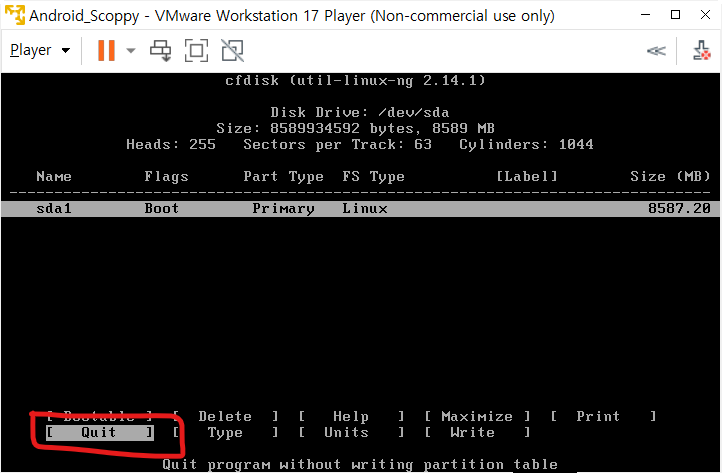 Android_Scoppy - VMware Workstation 17 Player (Non-commercial use only)
Player
cfdisk (util-linux-ng 2.14.1)
Disk Drive: /dev/sda
Size: 8589934592 bytes, 8589 MB
Heads: 255   Sectors per Track: 63   Cylinders: 1044
Name   Flags   Part Type   FS Type   [Label]   Size (MB)
sda1   Boot   Primary   Linux   8587.20
[ Bootable ]   [ Delete ]   [ Help ]   [ Maximize ]   [ Print ]
[ Quit ]   [ Type ]   [ Units ]   [ Write ]
Quit program without writing partition table